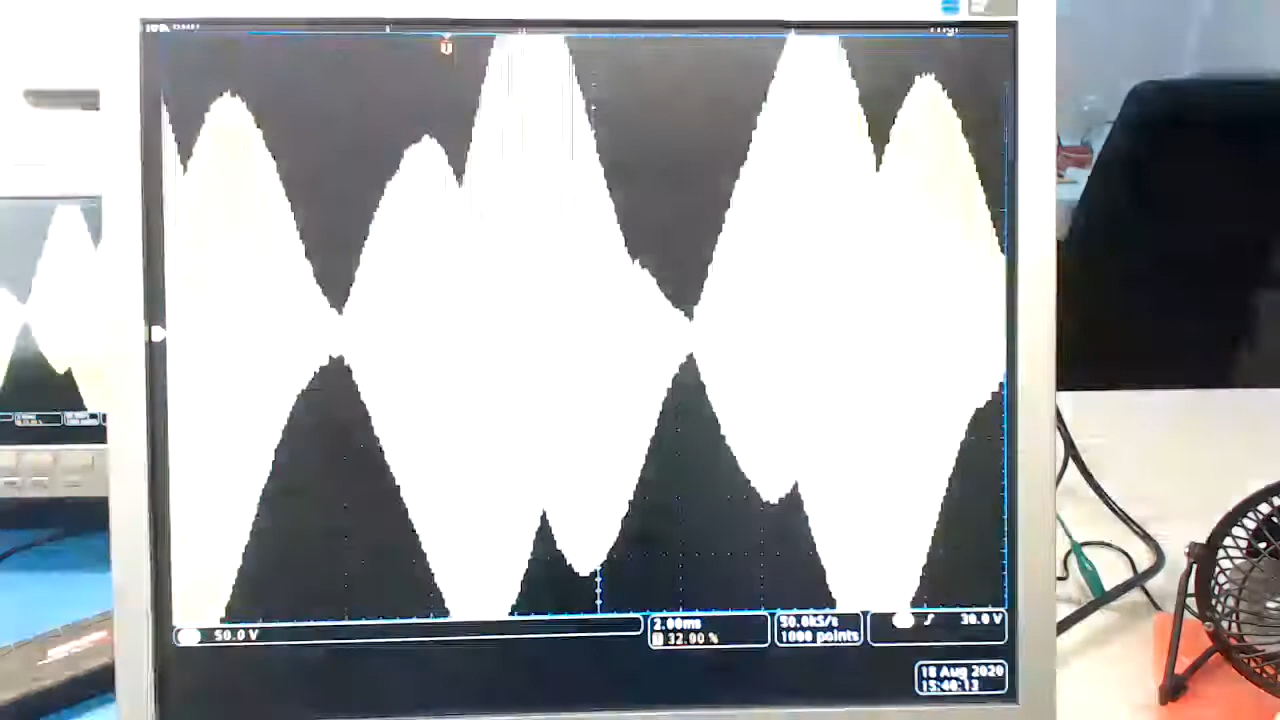 50.0 V
2.00ms
32.00 %
50.0kS/s
1000 points
30.0 V
18 Aug 2020
15:40:13